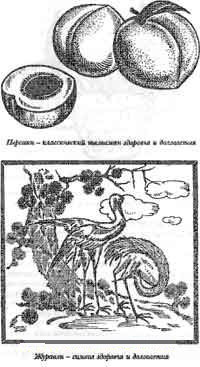 Персики – классический талисман здоровья и долголетия
Журавли – символ здоровья и долголетия